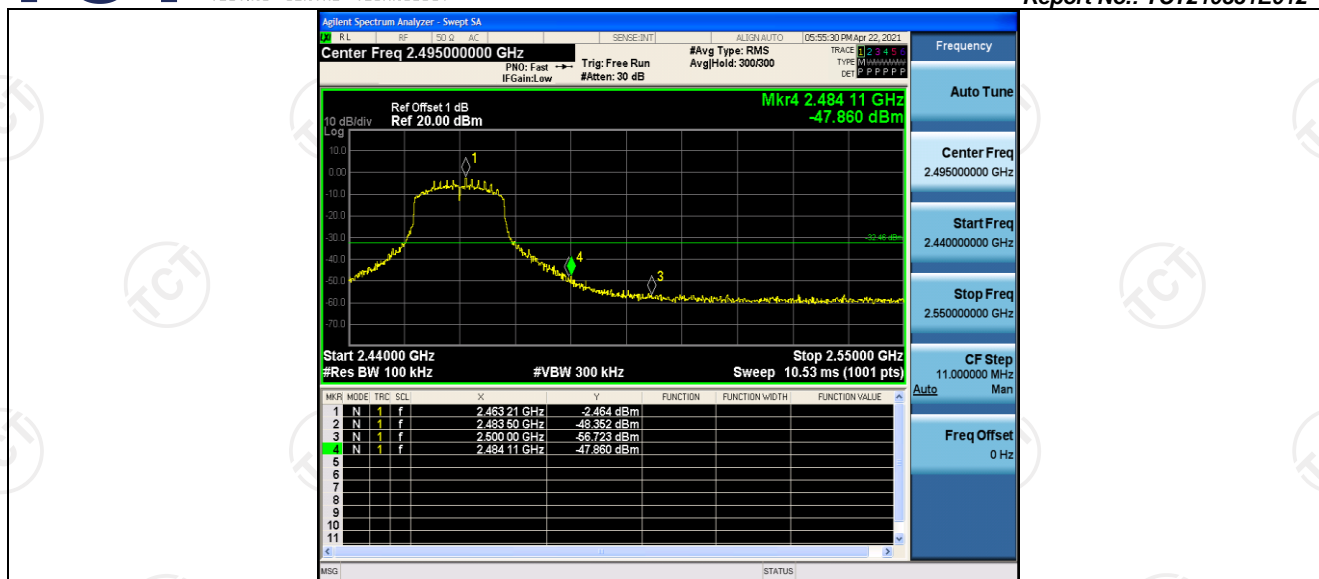 Agilent Spectrum Analyzer - Swept SA
RL RF 50 Ω AC SENSE:INT ALIGN AUTO 05:55:30 PM Apr 22, 2021
Center Freq 2.495000000 GHz
PNO: Fast
IFGain:Low
Trig: Free Run
#Atten: 30 dB
#Avg Type: RMS
Avg|Hold: 300/300
TRACE 1 2 3 4 5 6
TYPE M
DET P P P P P P
Frequency
Auto Tune
Center Freq
2.495000000 GHz
Start Freq
2.440000000 GHz
Stop Freq
2.550000000 GHz
CF Step
11.000000 MHz
Auto Man
Freq Offset
0 Hz
Mkr4 2.484 11 GHz
-47.860 dBm
Ref Offset 1 dB
10 dB/div Ref 20.00 dBm
Log
10.0
0.00
-10.0
-20.0
-30.0
-40.0
-50.0
-60.0
-70.0
1
4
3
-32.46 dBm
Start 2.44000 GHz Stop 2.55000 GHz
#Res BW 100 kHz #VBW 300 kHz Sweep 10.53 ms (1001 pts)
MKR MODE TRC SCL X Y FUNCTION FUNCTION WIDTH FUNCTION VALUE
1 N 1 f 2.463 21 GHz -2.464 dBm
2 N 1 f 2.483 50 GHz -48.352 dBm
3 N 1 f 2.500 00 GHz -56.723 dBm
4 N 1 f 2.484 11 GHz -47.860 dBm
5
6
7
8
9
10
11
MSG STATUS
TCT
TCT